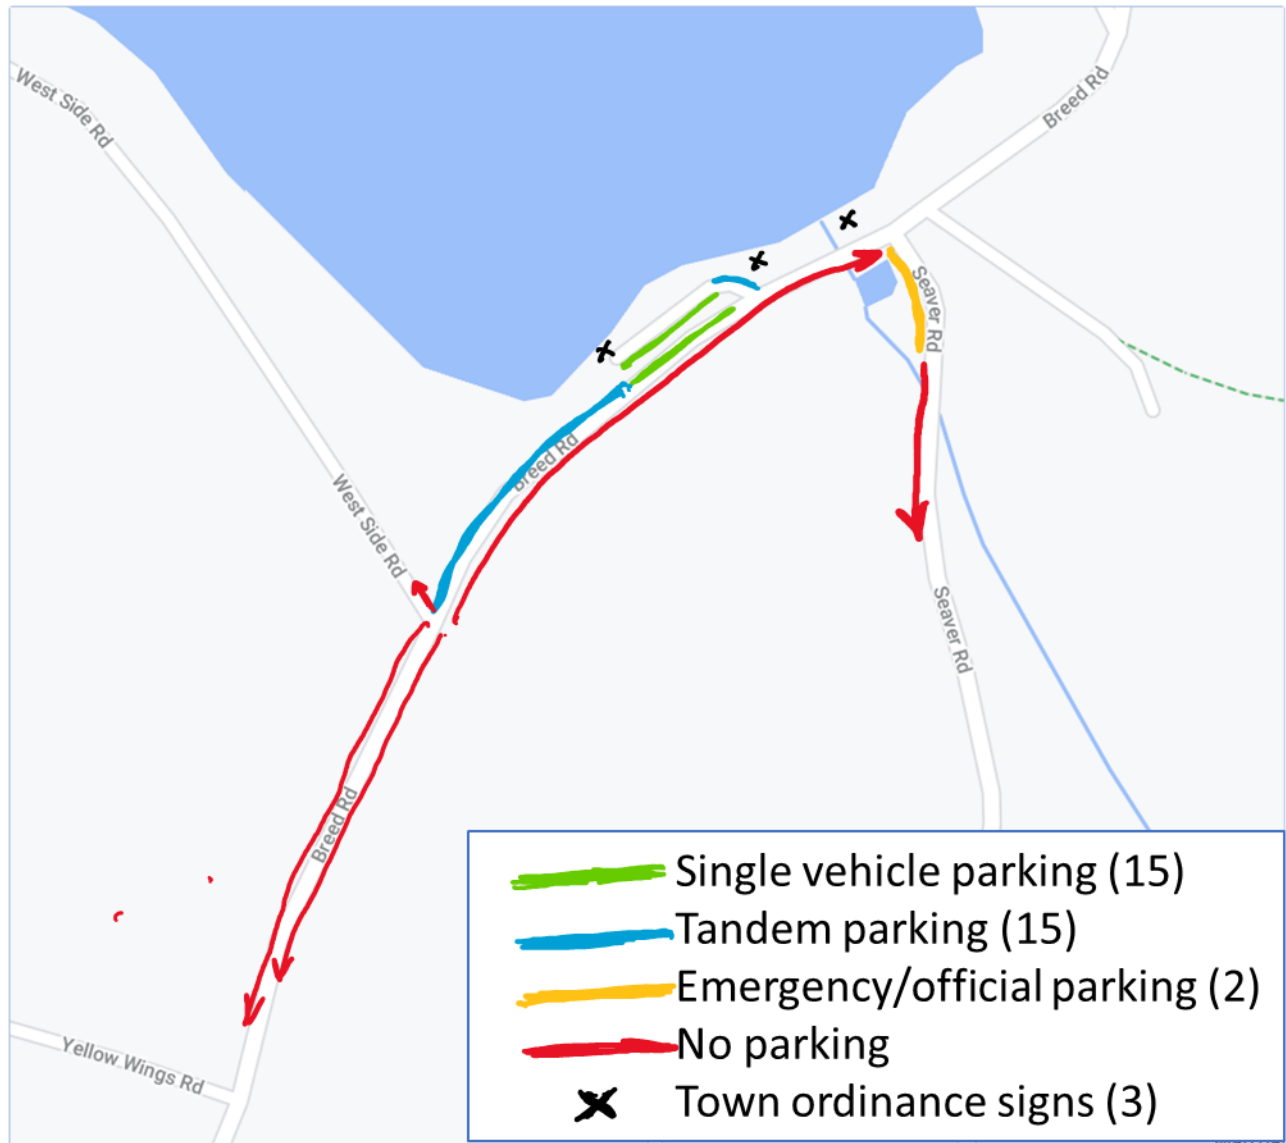 West Side Rd
Breed Rd
Seaver Rd
Breed Rd
West Side Rd
Seaver Rd
Breed Rd
Yellow Wings Rd
Single vehicle parking (15)
Tandem parking (15)
Emergency/official parking (2)
No parking
Town ordinance signs (3)